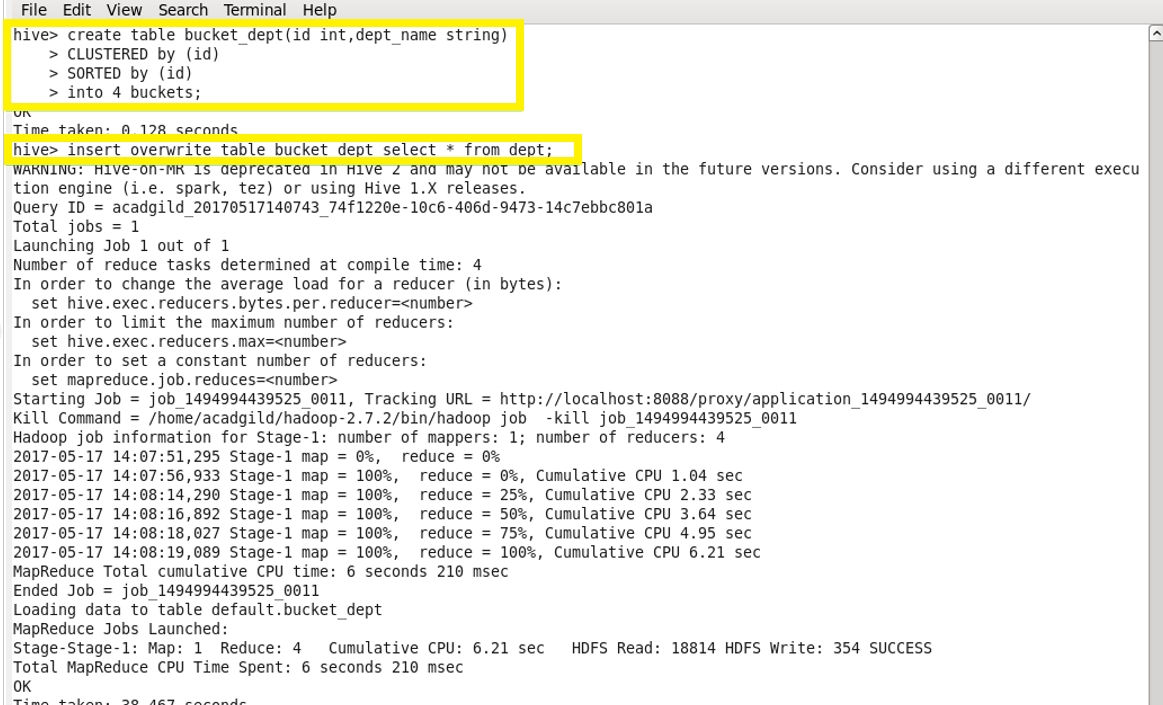 File Edit View Search Terminal Help
hive> create table bucket_dept(id int,dept_name string)
    > CLUSTERED by (id)
    > SORTED by (id)
    > into 4 buckets;
OK
Time taken: 0.128 seconds
hive> insert overwrite table bucket_dept select * from dept;
WARNING: Hive-on-MR is deprecated in Hive 2 and may not be available in the future versions. Consider using a different execu
tion engine (i.e. spark, tez) or using Hive 1.X releases.
Query ID = acadgild_20170517140743_74f1220e-10c6-406d-9473-14c7ebbc801a
Total jobs = 1
Launching Job 1 out of 1
Number of reduce tasks determined at compile time: 4
In order to change the average load for a reducer (in bytes):
  set hive.exec.reducers.bytes.per.reducer=<number>
In order to limit the maximum number of reducers:
  set hive.exec.reducers.max=<number>
In order to set a constant number of reducers:
  set mapreduce.job.reduces=<number>
Starting Job = job_1494994439525_0011, Tracking URL = http://localhost:8088/proxy/application_1494994439525_0011/
Kill Command = /home/acadgild/hadoop-2.7.2/bin/hadoop job  -kill job_1494994439525_0011
Hadoop job information for Stage-1: number of mappers: 1; number of reducers: 4
2017-05-17 14:07:51,295 Stage-1 map = 0%,  reduce = 0%
2017-05-17 14:07:56,933 Stage-1 map = 100%,  reduce = 0%, Cumulative CPU 1.04 sec
2017-05-17 14:08:14,290 Stage-1 map = 100%,  reduce = 25%, Cumulative CPU 2.33 sec
2017-05-17 14:08:16,892 Stage-1 map = 100%,  reduce = 50%, Cumulative CPU 3.64 sec
2017-05-17 14:08:18,027 Stage-1 map = 100%,  reduce = 75%, Cumulative CPU 4.95 sec
2017-05-17 14:08:19,089 Stage-1 map = 100%,  reduce = 100%, Cumulative CPU 6.21 sec
MapReduce Total cumulative CPU time: 6 seconds 210 msec
Ended Job = job_1494994439525_0011
Loading data to table default.bucket_dept
MapReduce Jobs Launched:
Stage-Stage-1: Map: 1  Reduce: 4   Cumulative CPU: 6.21 sec   HDFS Read: 18814 HDFS Write: 354 SUCCESS
Total MapReduce CPU Time Spent: 6 seconds 210 msec
OK
Time taken: 38.467 seconds